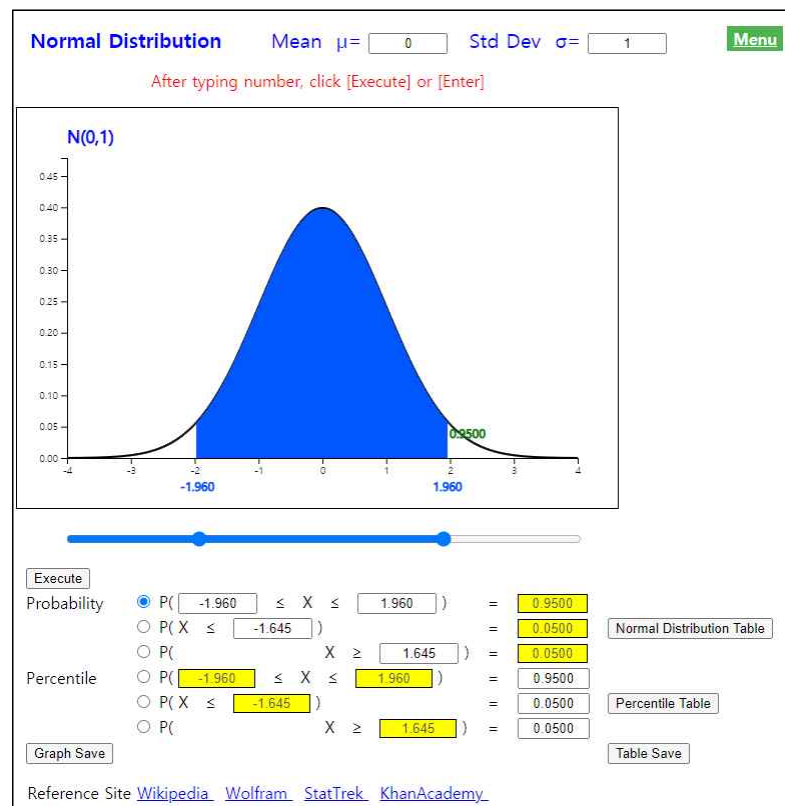 Normal Distribution Mean μ= 0 Std Dev σ= 1 Menu
After typing number, click [Execute] or [Enter]
N(0,1)
0.45
0.40
0.35
0.30
0.25
0.20
0.15
0.10
0.05
0.9500
0.00
-4 -3 -2 -1 0 1 2 3 4
-1.960 1.960
Execute
Probability P( -1.960 ≤ X ≤ 1.960 ) = 0.9500
P( X ≤ -1.645 ) = 0.0500 Normal Distribution Table
P( X ≥ 1.645 ) = 0.0500
Percentile P( -1.960 ≤ X ≤ 1.960 ) = 0.9500
P( X ≤ -1.645 ) = 0.0500 Percentile Table
P( X ≥ 1.645 ) = 0.0500
Graph Save Table Save
Reference Site Wikipedia Wolfram StatTrek KhanAcademy